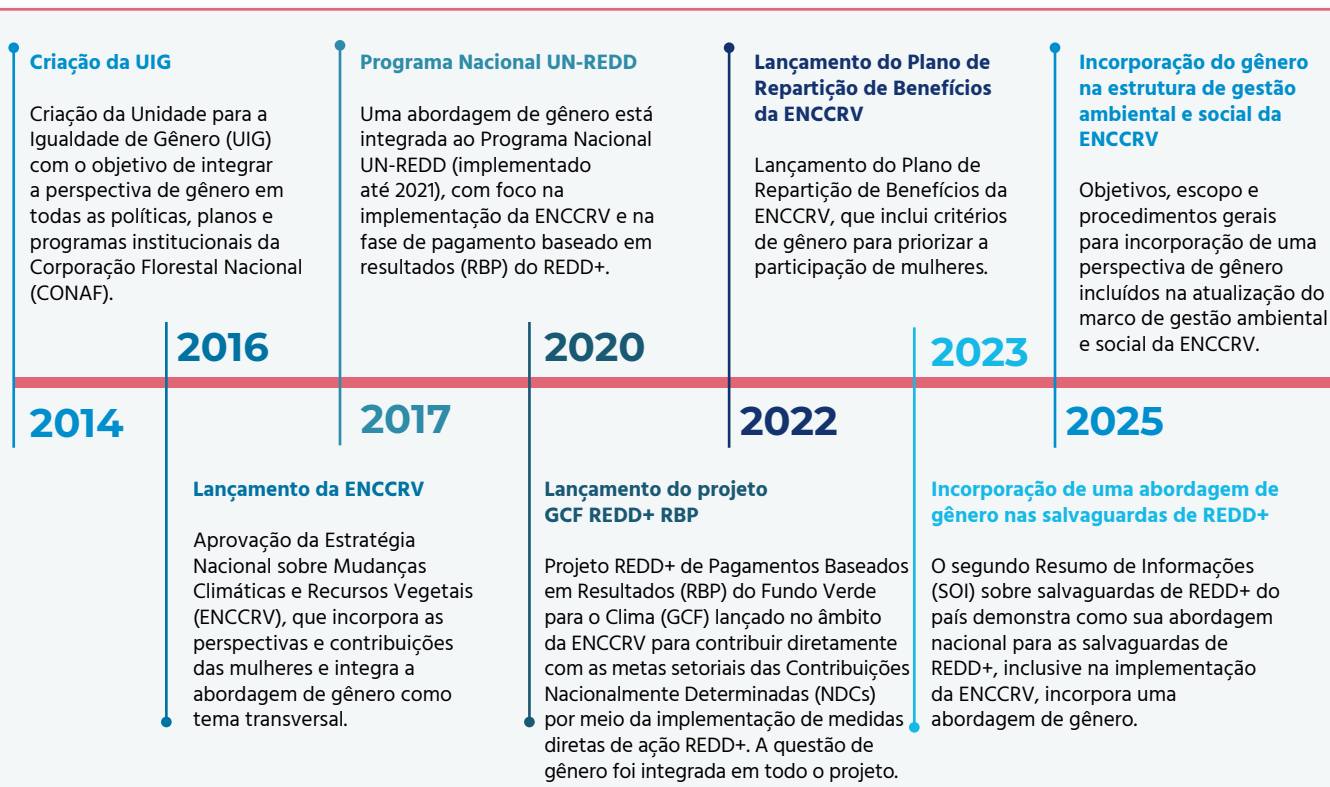 Criação da UIG
Criação da Unidade para a
Igualdade de Gênero (UIG)
com o objetivo de integrar
a perspectiva de gênero em
todas as políticas, planos e
programas institucionais da
Corporação Florestal Nacional
(CONAF).
2014
2016
Lançamento da ENCCRV
Aprovação da Estratégia
Nacional sobre Mudanças
Climáticas e Recursos Vegetais
(ENCCRV), que incorpora as
perspectivas e contribuições
das mulheres e integra a
abordagem de gênero como
tema transversal.
Programa Nacional UN-REDD
Uma abordagem de gênero está
integrada ao Programa Nacional
UN-REDD (implementado
até 2021), com foco na
implementação da ENCCRV e na
fase de pagamento baseado em
resultados (RBP) do REDD+.
2017
2020
Lançamento do projeto
GCF REDD+ RBP
Projeto REDD+ de Pagamentos Baseados
em Resultados (RBP) do Fundo Verde
para o Clima (GCF) lançado no âmbito
da ENCCRV para contribuir diretamente
com as metas setoriais das Contribuições
Nacionalmente Determinadas (NDCs)
por meio da implementação de medidas
diretas de ação REDD+. A questão de
gênero foi integrada em todo o projeto.
Lançamento do Plano de
Repartição de Benefícios
da ENCCRV
Lançamento do Plano de
Repartição de Benefícios da
ENCCRV, que inclui critérios
de gênero para priorizar a
participação de mulheres.
2022
2023
Incorporação de uma abordagem de
gênero nas salvaguardas de REDD+
O segundo Resumo de Informações
(SOI) sobre salvaguardas de REDD+ do
país demonstra como sua abordagem
nacional para as salvaguardas de
REDD+, inclusive na implementação
da ENCCRV, incorpora uma
abordagem de gênero.
Incorporação do gênero
na estrutura de gestão
ambiental e social da
ENCCRV
Objetivos, escopo e
procedimentos gerais
para incorporação de uma
perspectiva de gênero
incluídos na atualização do
marco de gestão ambiental
e social da ENCCRV.
2025